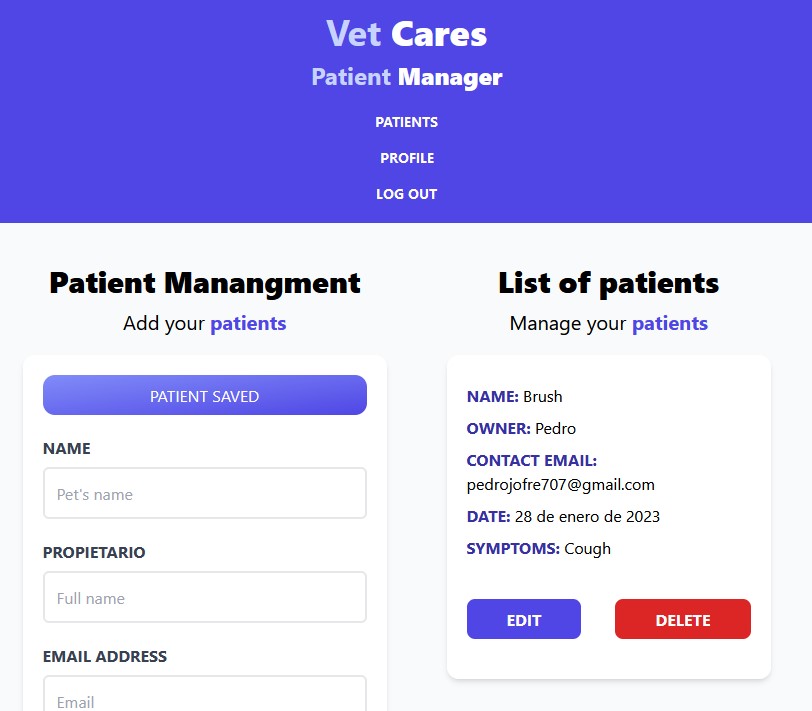 Vet Cares
Patient Manager
PATIENTS
PROFILE
LOG OUT
Patient Manangment
Add your patients
PATIENT SAVED
NAME
Pet's name
PROPIETARIO
Full name
EMAIL ADDRESS
Email
List of patients
Manage your patients
NAME: Brush
OWNER: Pedro
CONTACT EMAIL:
pedrojofre707@gmail.com
DATE: 28 de enero de 2023
SYMPTOMS: Cough
EDIT
DELETE